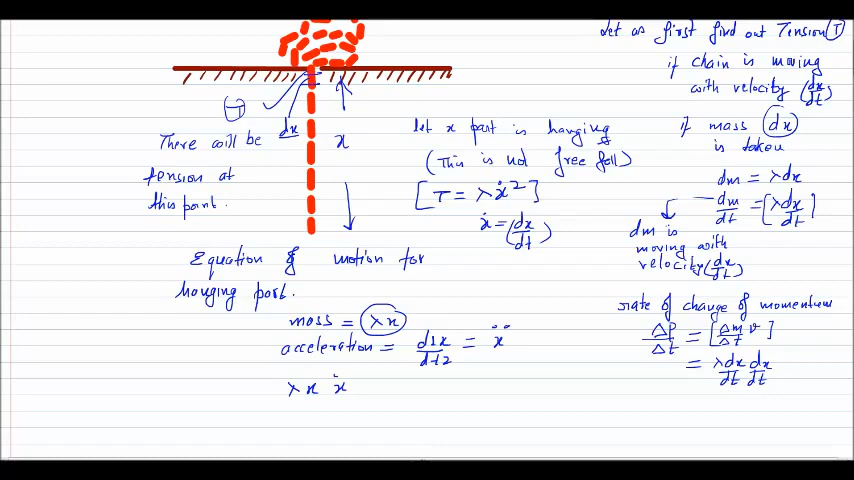 Let us first find out Tension (T)
if chain is moving
with velocity (dx/dt)
if mass dx
is taken
dm = λdx
dm/dt = [λdx/dt]
dm is
moving with
velocity (dx/dt)
rate of change of momentum
ΔP/Δt = [Δm/Δt v]
= λdx/dt dx/dt
T
dx
x
There will be
tension at
this point.
let x part is hanging
(This is not free fall)
[T = λẋ²]
ẋ = (dx/dt)
Equation of motion for
hanging part.
mass = λx
acceleration = d2x/dt2 = ẍ
λx ẋ